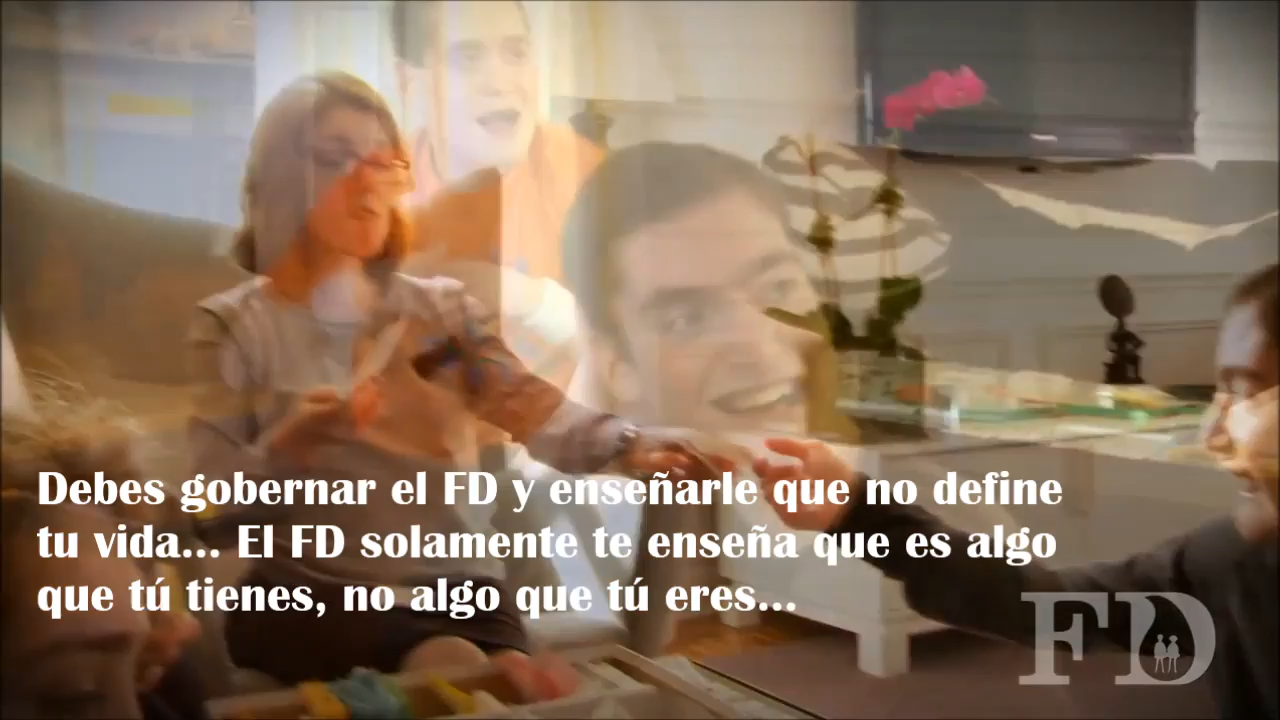 Debes gobernar el FD y enseñarle que no define
tu vida... El FD solamente te enseña que es algo
que tú tienes, no algo que tú eres...
FD